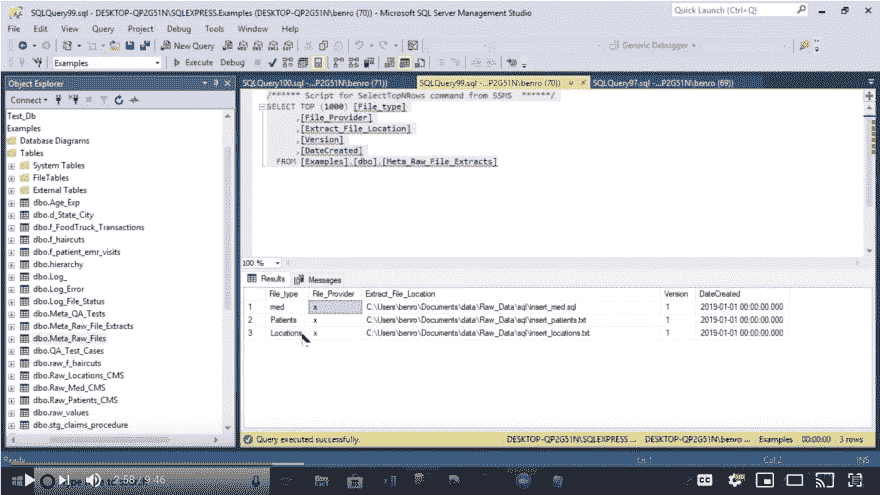 SQLQuery99.sql - DESKTOP-QP2G51N\SQLEXPRESS.Examples (DESKTOP-QP2G51N\benro (70)) - Microsoft SQL Server Management Studio
Quick Launch (Ctrl+Q)
File Edit View Query Project Debug Tools Window Help
New Query
Generic Debugger
Examples
Execute Debug
Object Explorer
SQLQuery100.sql -...P2G51N\benro (71))
SQLQuery99.sql -...P2G51N\benro (70))
SQLQuery97.sql -...P2G51N\benro (69))
Connect
Test_Db
Examples
Database Diagrams
Tables
System Tables
FileTables
External Tables
dbo.Age_Exp
dbo.d_State_City
dbo.f_FoodTruck_Transactions
dbo.f_haircuts
dbo.f_patient_emr_visits
dbo.hierarchy
dbo.Log_
dbo.Log_Error
dbo.Log_File_Status
dbo.Meta_QA_Tests
dbo.Meta_Raw_File_Extracts
dbo.Meta_Raw_Files
dbo.QA_Test_Cases
dbo.raw_f_haircuts
dbo.Raw_Locations_CMS
dbo.Raw_Med_CMS
dbo.Raw_Patients_CMS
dbo.raw_values
dbo.stg_claims_procedure
/****** Script for SelectTopNRows command from SSMS ******/
SELECT TOP (1000) [File_type]
,[File_Provider]
,[Extract_File_Location]
,[Version]
,[DateCreated]
FROM [Examples].[dbo].[Meta_Raw_File_Extracts]
100 %
Results Messages
File_type File_Provider Extract_File_Location Version DateCreated
1 med x C:\Users\benro\Documents\data\Raw_Data\sql\insert_med.sql 1 2019-01-01 00:00:00.000
2 Patients x C:\Users\benro\Documents\data\Raw_Data\sql\insert_patients.txt 1 2019-01-01 00:00:00.000
3 Locations x C:\Users\benro\Documents\data\Raw_Data\sql\insert_locations.txt 1 2019-01-01 00:00:00.000
Query executed successfully.
DESKTOP-QP2G51N\SQLEXPRESS ... DESKTOP-QP2G51N\benro ... Examples 00:00:00 3 rows
Ready
Ln 1
INS
2:58 / 9:46
CC